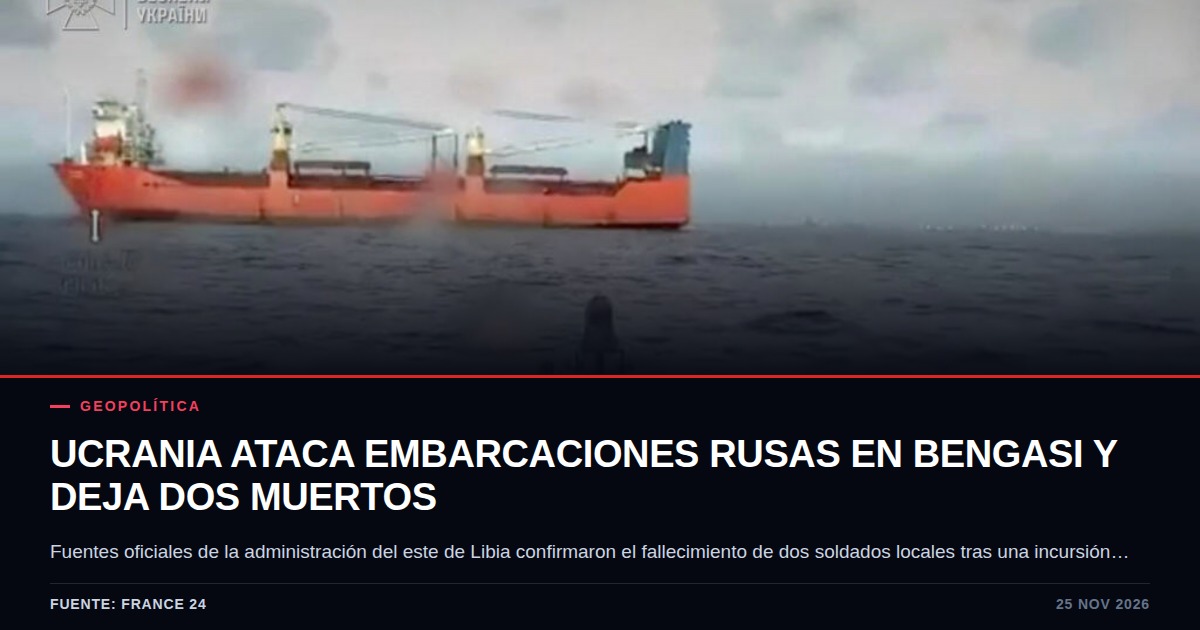 УКРАЇНИ
GEOPOLÍTICA
UCRANIA ATACA EMBARCACIONES RUSAS EN BENGASI Y
DEJA DOS MUERTOS
Fuentes oficiales de la administración del este de Libia confirmaron el fallecimiento de dos soldados locales tras una incursión…
FUENTE: FRANCE 24
25 NOV 2026